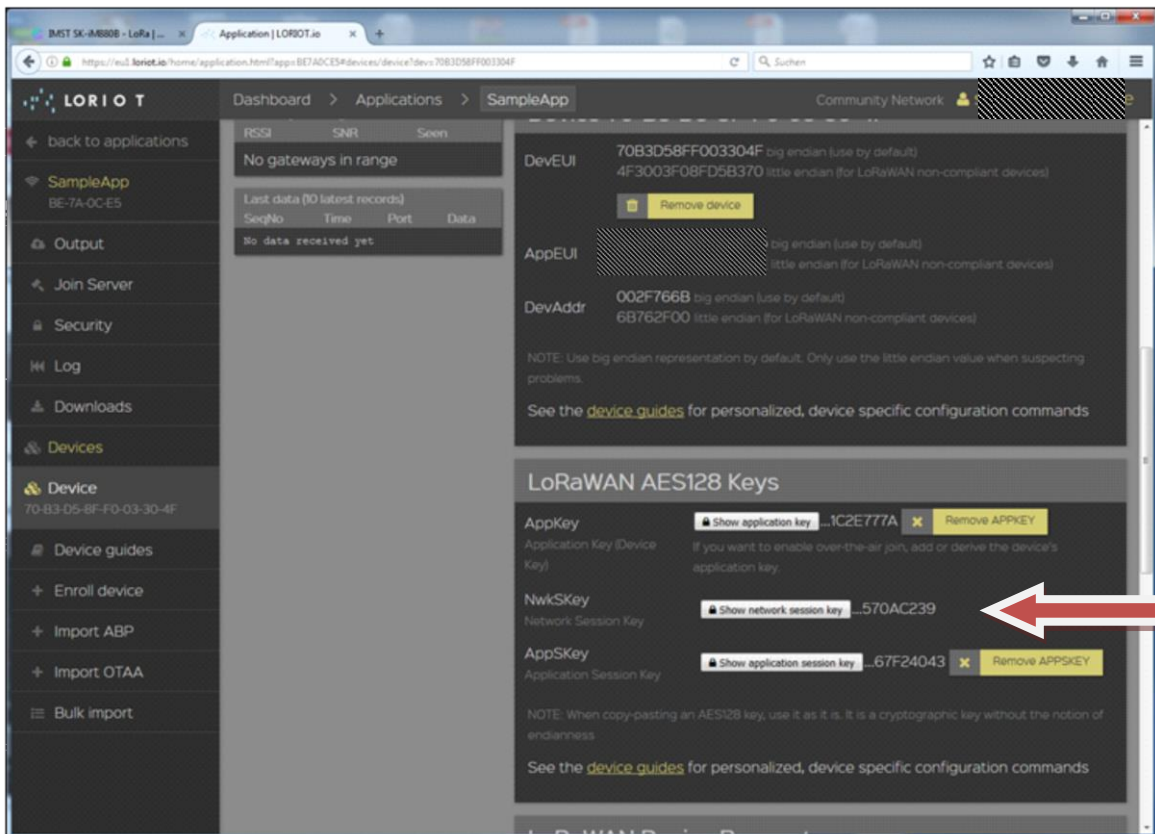 IMST SK-iM880B - LoRa | ...
Application | LORIOT.io
https://eu1.loriot.io/home/application.html?app=BE7A0CE5#devices/device?dev=70B3D58FF003304F
Suchen
LORIOT
Dashboard > Applications > SampleApp
Community Network
back to applications
SampleApp
BE-7A-0C-E5
Output
Join Server
Security
Log
Downloads
Devices
Device
70-B3-D5-8F-F0-03-30-4F
Device guides
Enroll device
Import ABP
Import OTAA
Bulk import
RSSI SNR Seen
No gateways in range
Last data (10 latest records)
SeqNo Time Port Data
No data received yet
DevEUI
70B3D58FF003304F big endian (use by default)
4F3003F08FD5B370 little endian (for LoRaWAN non-compliant devices)
Remove device
AppEUI
big endian (use by default)
little endian (for LoRaWAN non-compliant devices)
DevAddr
002F766B big endian (use by default)
6B762F00 little endian (for LoRaWAN non-compliant devices)
NOTE: Use big endian representation by default. Only use the little endian value when suspecting
problems.
See the device guides for personalized, device specific configuration commands
LoRaWAN AES128 Keys
AppKey
Application Key (Device
Key)
Show application key ...1C2E777A Remove APPKEY
If you want to enable over-the-air join, add or derive the device's
application key.
NwkSKey
Network Session Key
Show network session key ...570AC239
AppSKey
Application Session Key
Show application session key ...67F24043 Remove APPSKEY
NOTE: When copy-pasting an AES128 key, use it as it is. It is a cryptographic key without the notion of
endianness
See the device guides for personalized, device specific configuration commands